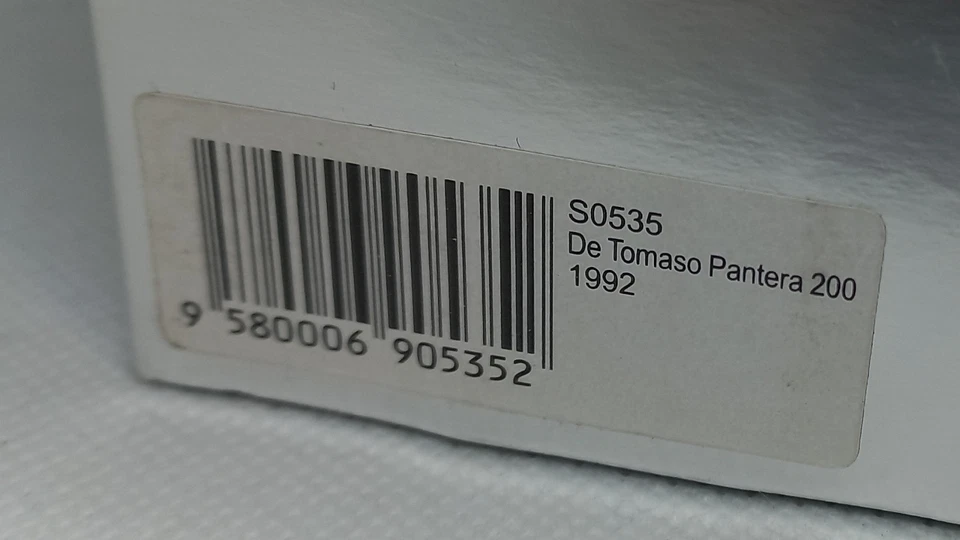 S0535
De Tomaso Pantera 200
1992
9 580006 905352